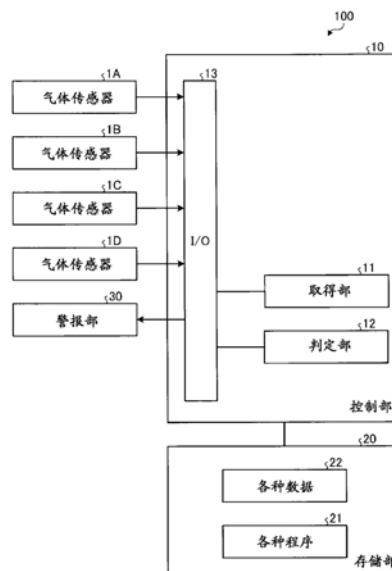 100
10
1A
气体传感器
13
1B
气体传感器
1C
气体传感器
1D
气体传感器
I/O
30
警报部
11
取得部
12
判定部
控制部
20
22
各种数据
21
各种程序
存储部